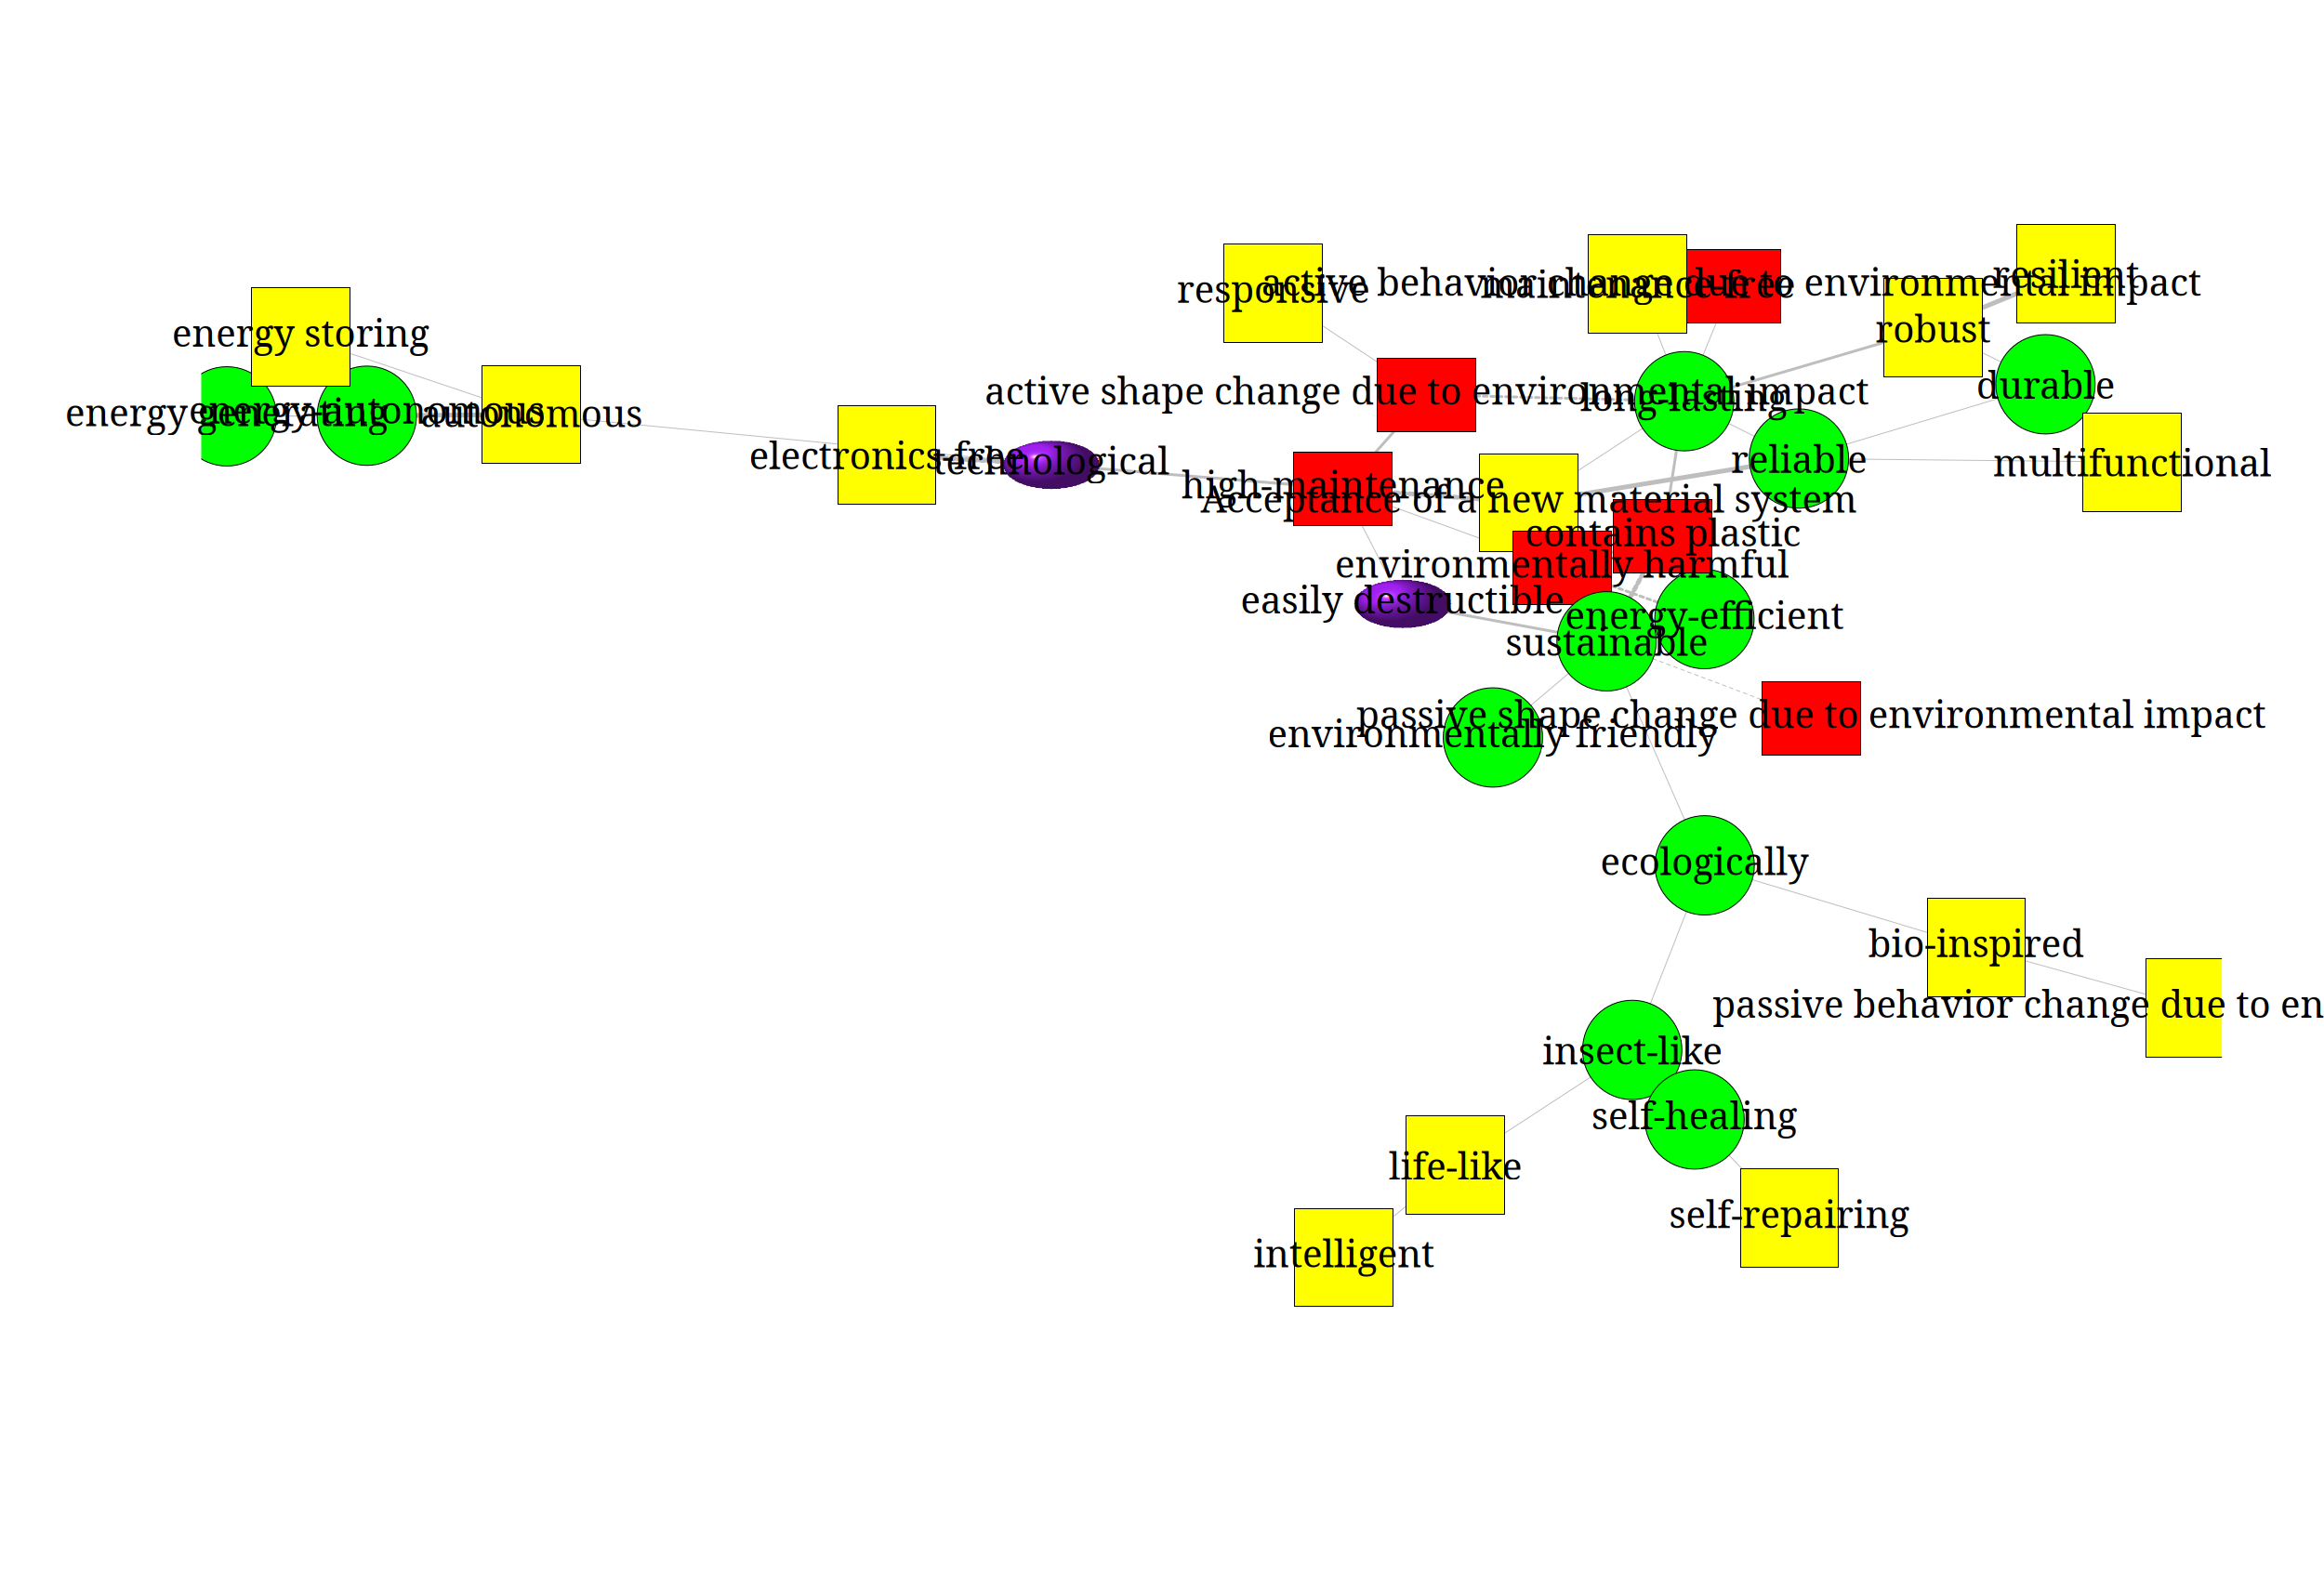 resilient
active behavior change due to environmental impact
maintenance-free
responsive
robust
energy storing
durable
active shape change due to environmental impact
long-lasting
energy generating
energy-autonomous
autonomous
electronics-free
technological
reliable
multifunctional
high-maintenance
Acceptance of a new material system
contains plastic
environmentally harmful
easily destructible
energy-efficient
sustainable
passive shape change due to environmental impact
environmentally friendly
ecologically
bio-inspired
passive behavior change due to en
insect-like
self-healing
life-like
self-repairing
intelligent